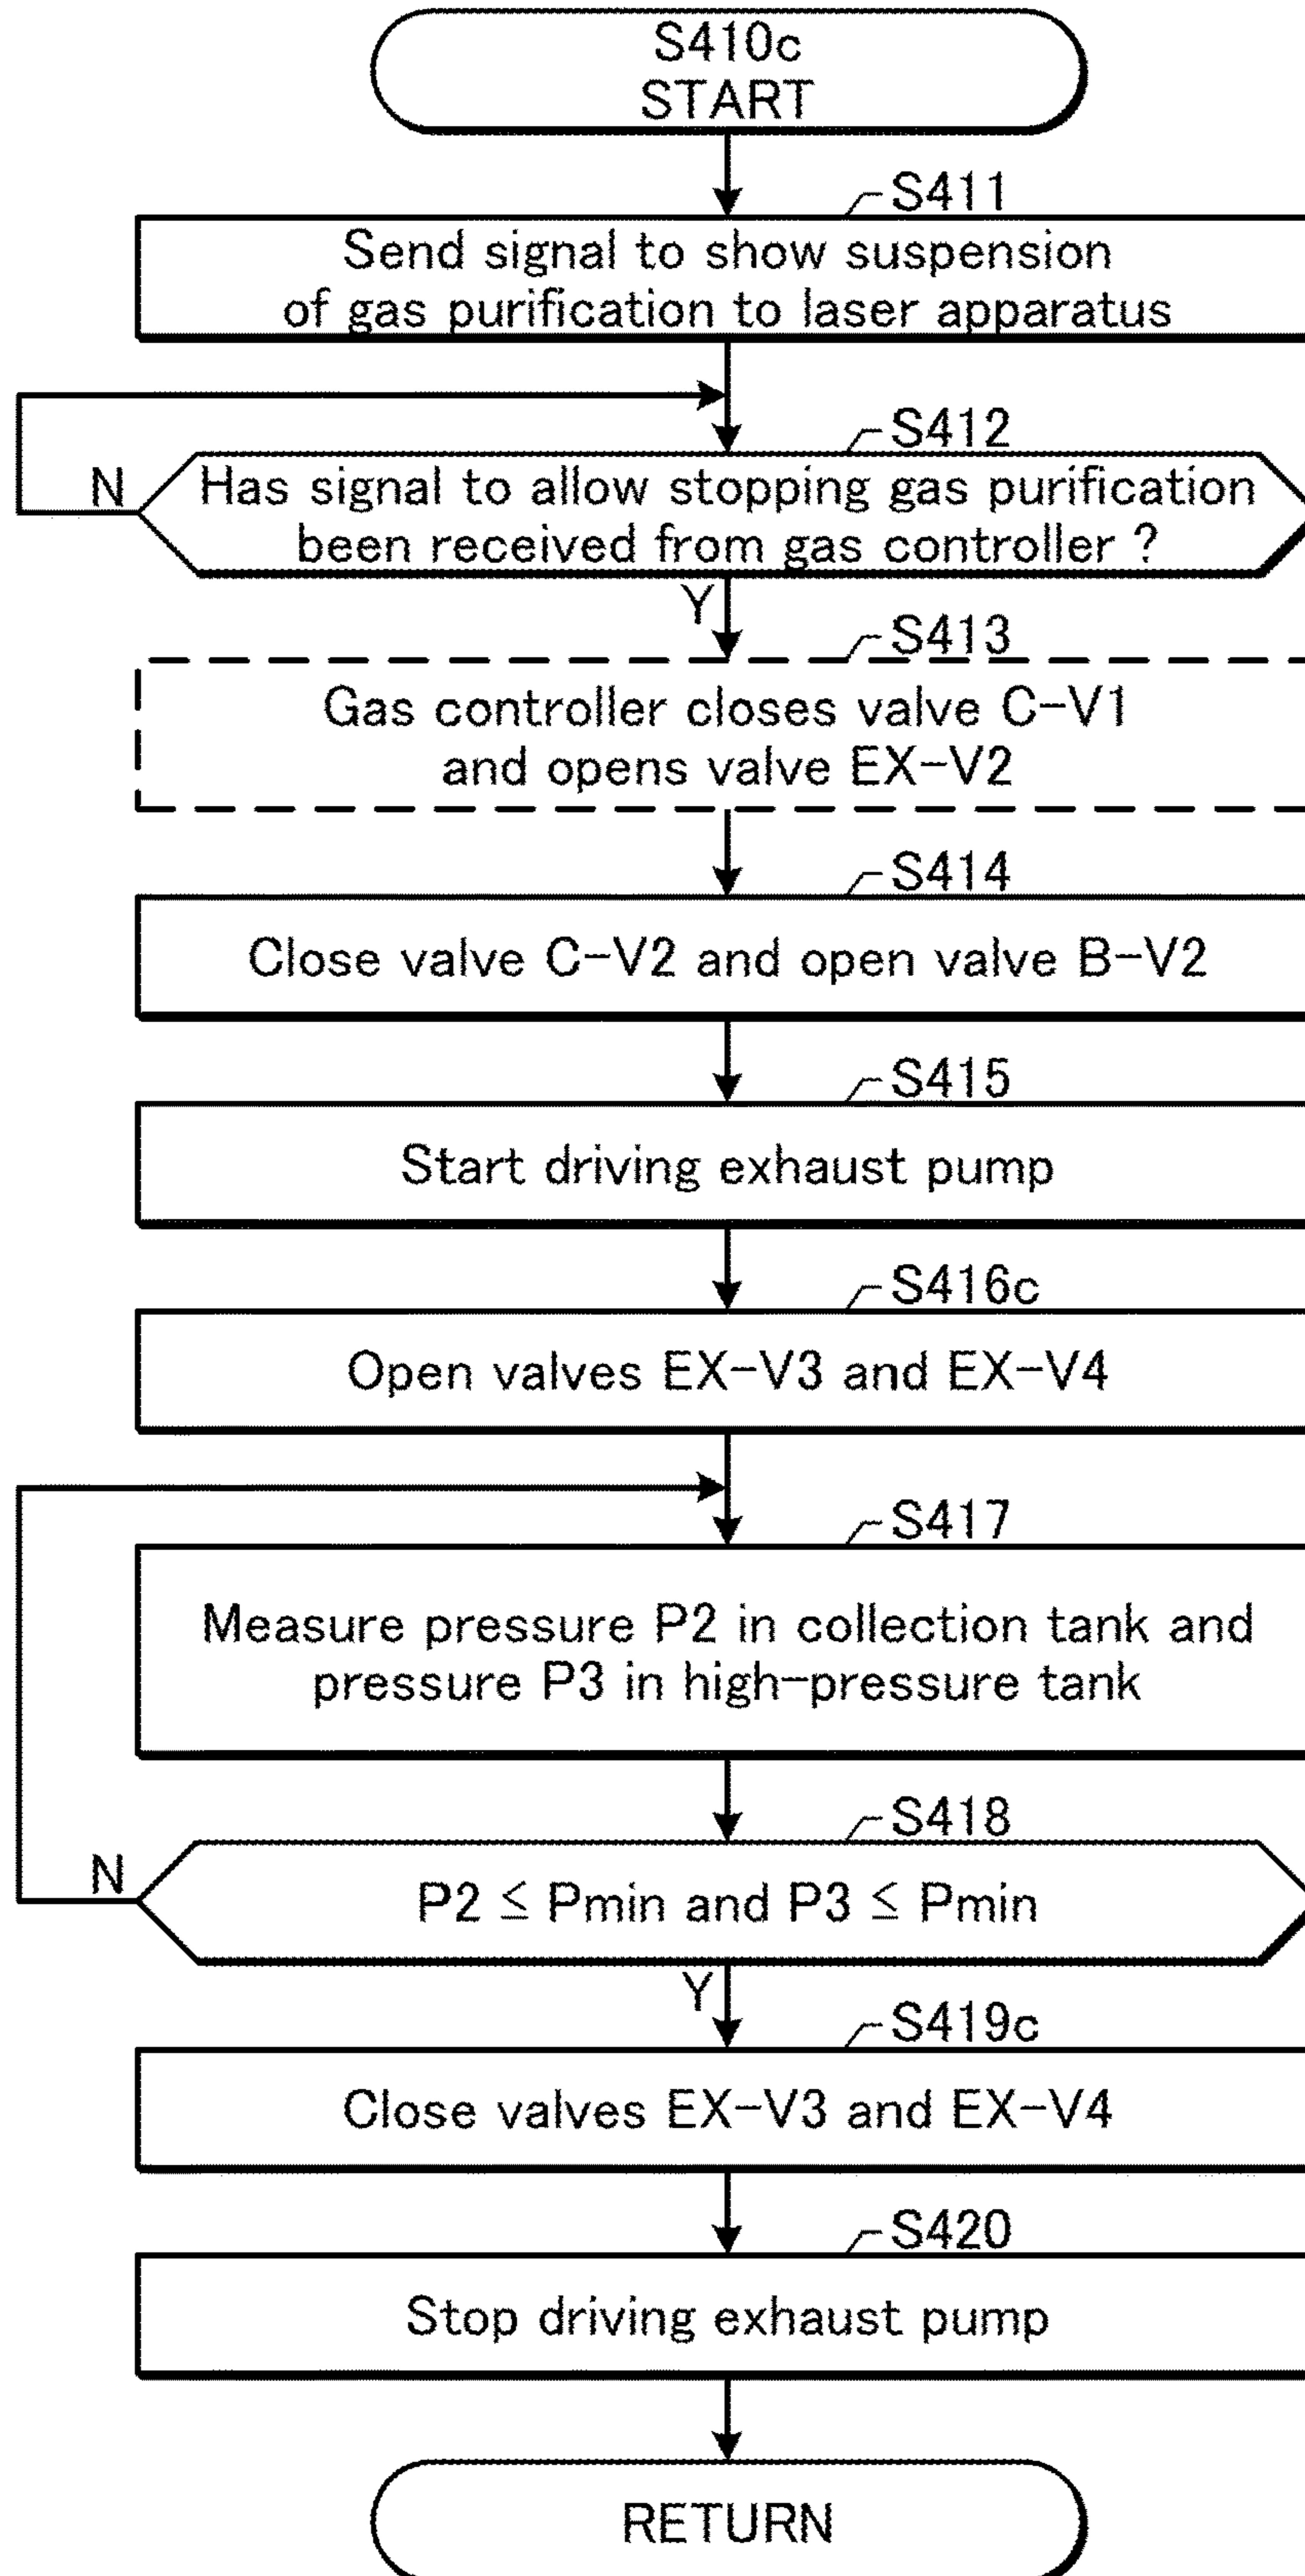 S410c
START
S411
Send signal to show suspension
of gas purification to laser apparatus
S412
N
Has signal to allow stopping gas purification
been received from gas controller ?
Y
S413
Gas controller closes valve C-V1
and opens valve EX-V2
S414
Close valve C-V2 and open valve B-V2
S415
Start driving exhaust pump
S416c
Open valves EX-V3 and EX-V4
S417
Measure pressure P2 in collection tank and
pressure P3 in high-pressure tank
S418
N
P2 ≤ Pmin and P3 ≤ Pmin
Y
S419c
Close valves EX-V3 and EX-V4
S420
Stop driving exhaust pump
RETURN